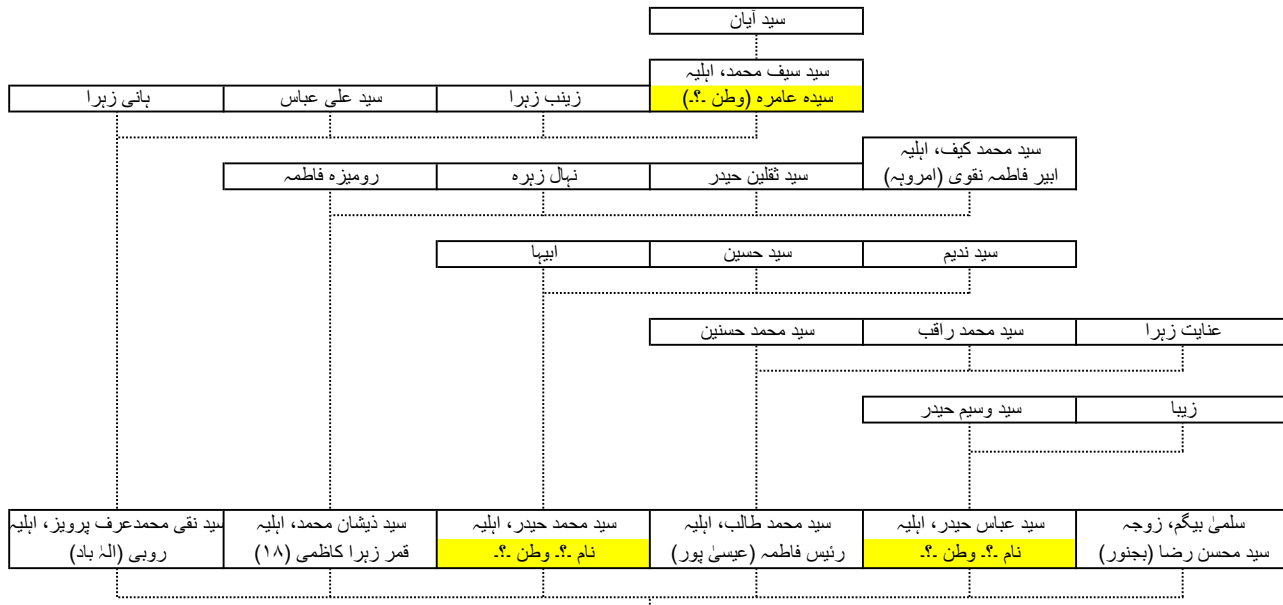 سید آیان
سید سیف محمد، اہلیہ
سیدہ عامرہ (وطن ـ؟ـ)
زینب زہرا
سید علی عباس
ہانی زہرا
سید محمد کیف، اہلیہ
ابیر فاطمہ نقوی (امروہہ)
سید ثقلین حیدر
نہال زہرہ
رومیزہ فاطمہ
سید ندیم
سید حسین
ابیہا
عنایت زہرا
سید محمد راقب
سید محمد حسنین
زیبا
سید وسیم حیدر
سلمیٰ بیگم، زوجہ
سید محسن رضا (بجنور)
سید عباس حیدر، اہلیہ
نام ـ؟ـ وطن ـ؟ـ
سید محمد طالب، اہلیہ
رئیس فاطمہ (عیسیٰ پور)
سید محمد حیدر، اہلیہ
نام ـ؟ـ وطن ـ؟ـ
سید ذیشان محمد، اہلیہ
قمر زہرا کاظمی (۱۸)
سید نقی محمدعرف پرویز، اہلیہ
روبی (الہٰ باد)